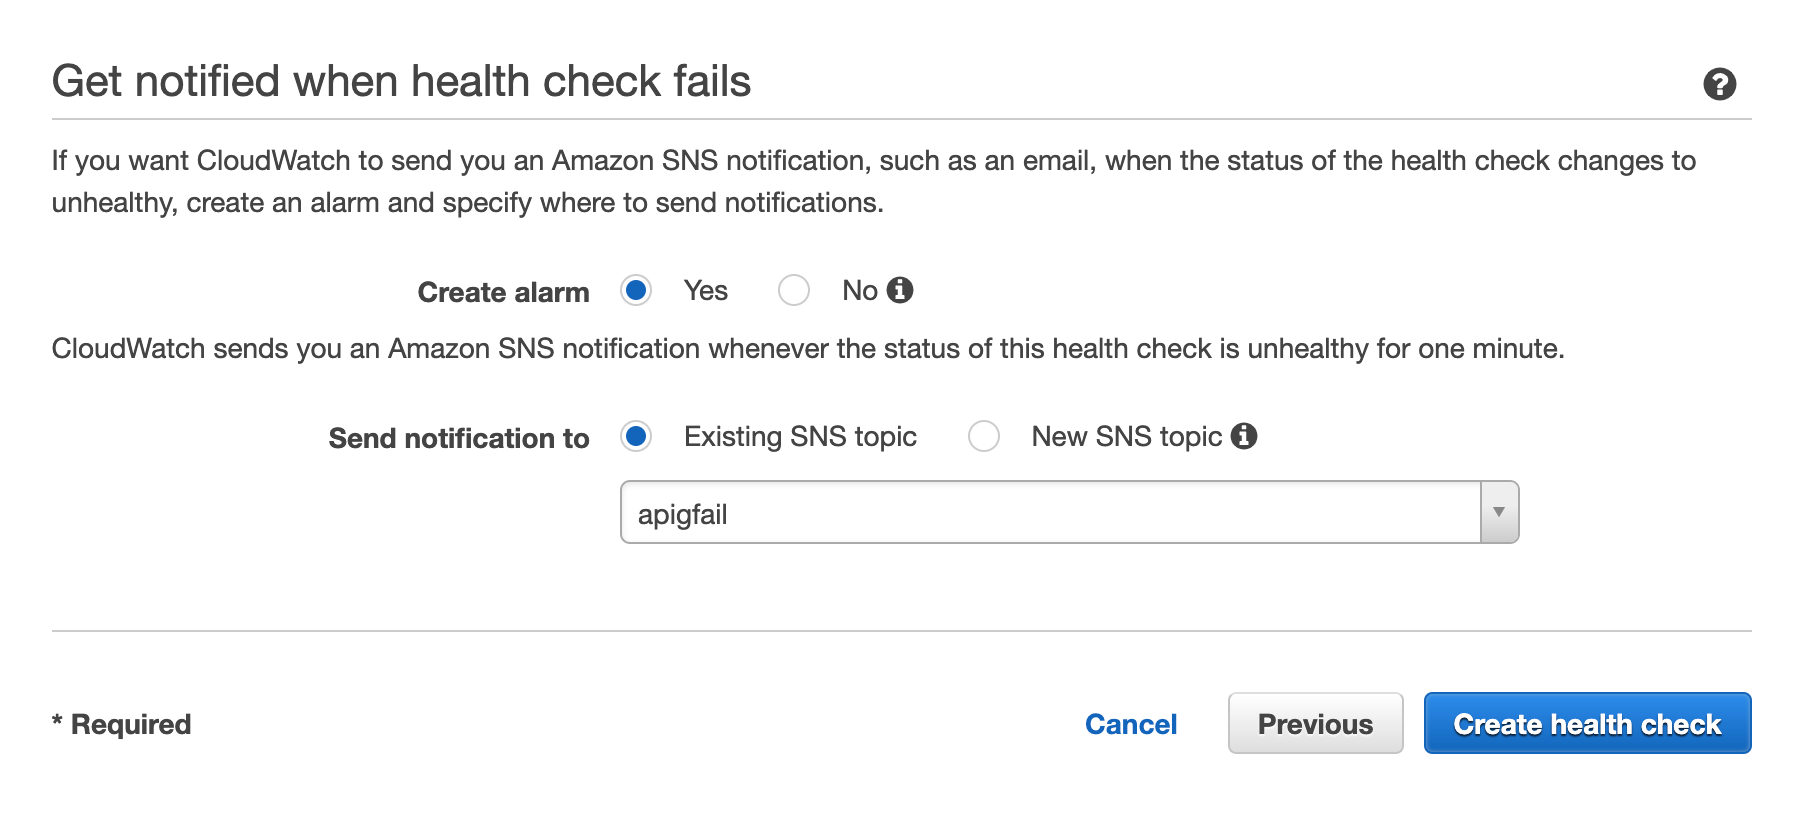 Get notified when health check fails
If you want CloudWatch to send you an Amazon SNS notification, such as an email, when the status of the health check changes to
unhealthy, create an alarm and specify where to send notifications.
Create alarm Yes No
CloudWatch sends you an Amazon SNS notification whenever the status of this health check is unhealthy for one minute.
Send notification to Existing SNS topic New SNS topic
apigfail
* Required Cancel Previous Create health check